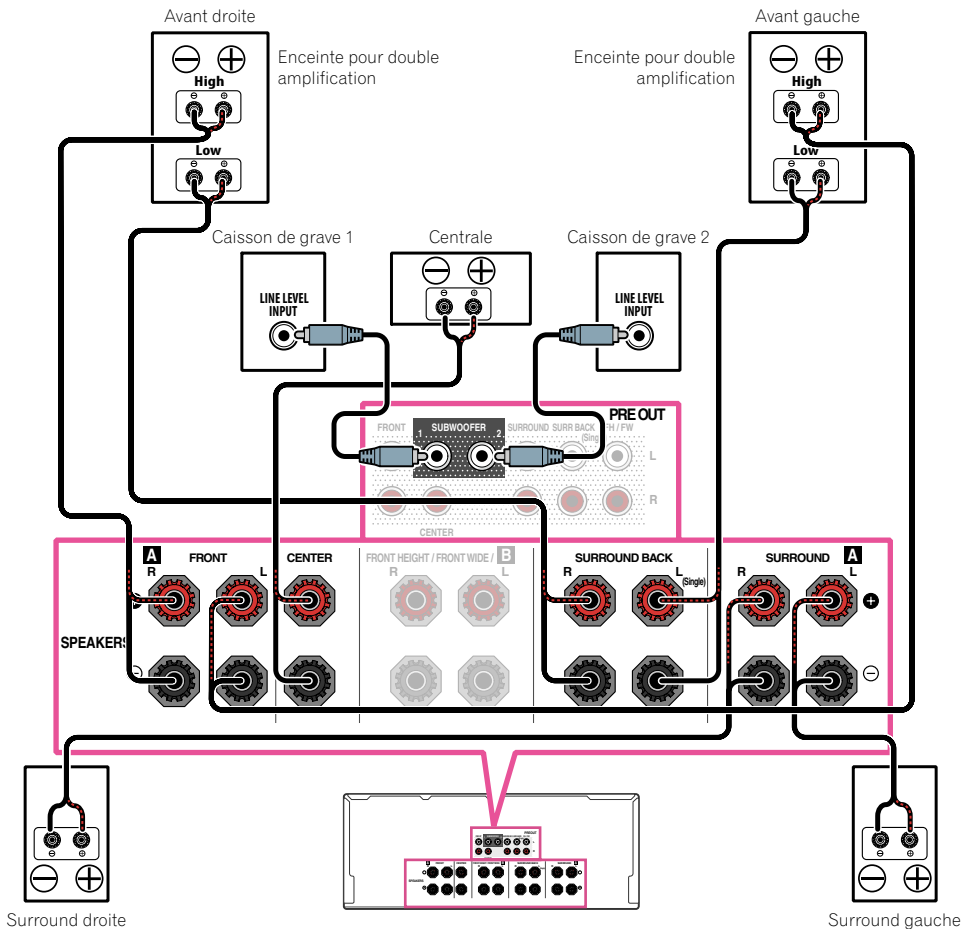 Avant droite
Avant gauche
Enceinte pour double
amplification
Enceinte pour double
amplification
High
Low
High
Low
Caisson de grave 1
Centrale
Caisson de grave 2
LINE LEVEL
INPUT
LINE LEVEL
INPUT
PRE OUT
FRONT
1 SUBWOOFER 2
SURROUND
SURR BACK
(Sing
FH / FW
L
R
CENTER
A
FRONT
R
L
CENTER
FRONT HEIGHT / FRONT WIDE / B
R
L
SURROUND BACK
R
L
(Single)
SURROUND
A
R
L
SPEAKERS
Surround droite
Surround gauche